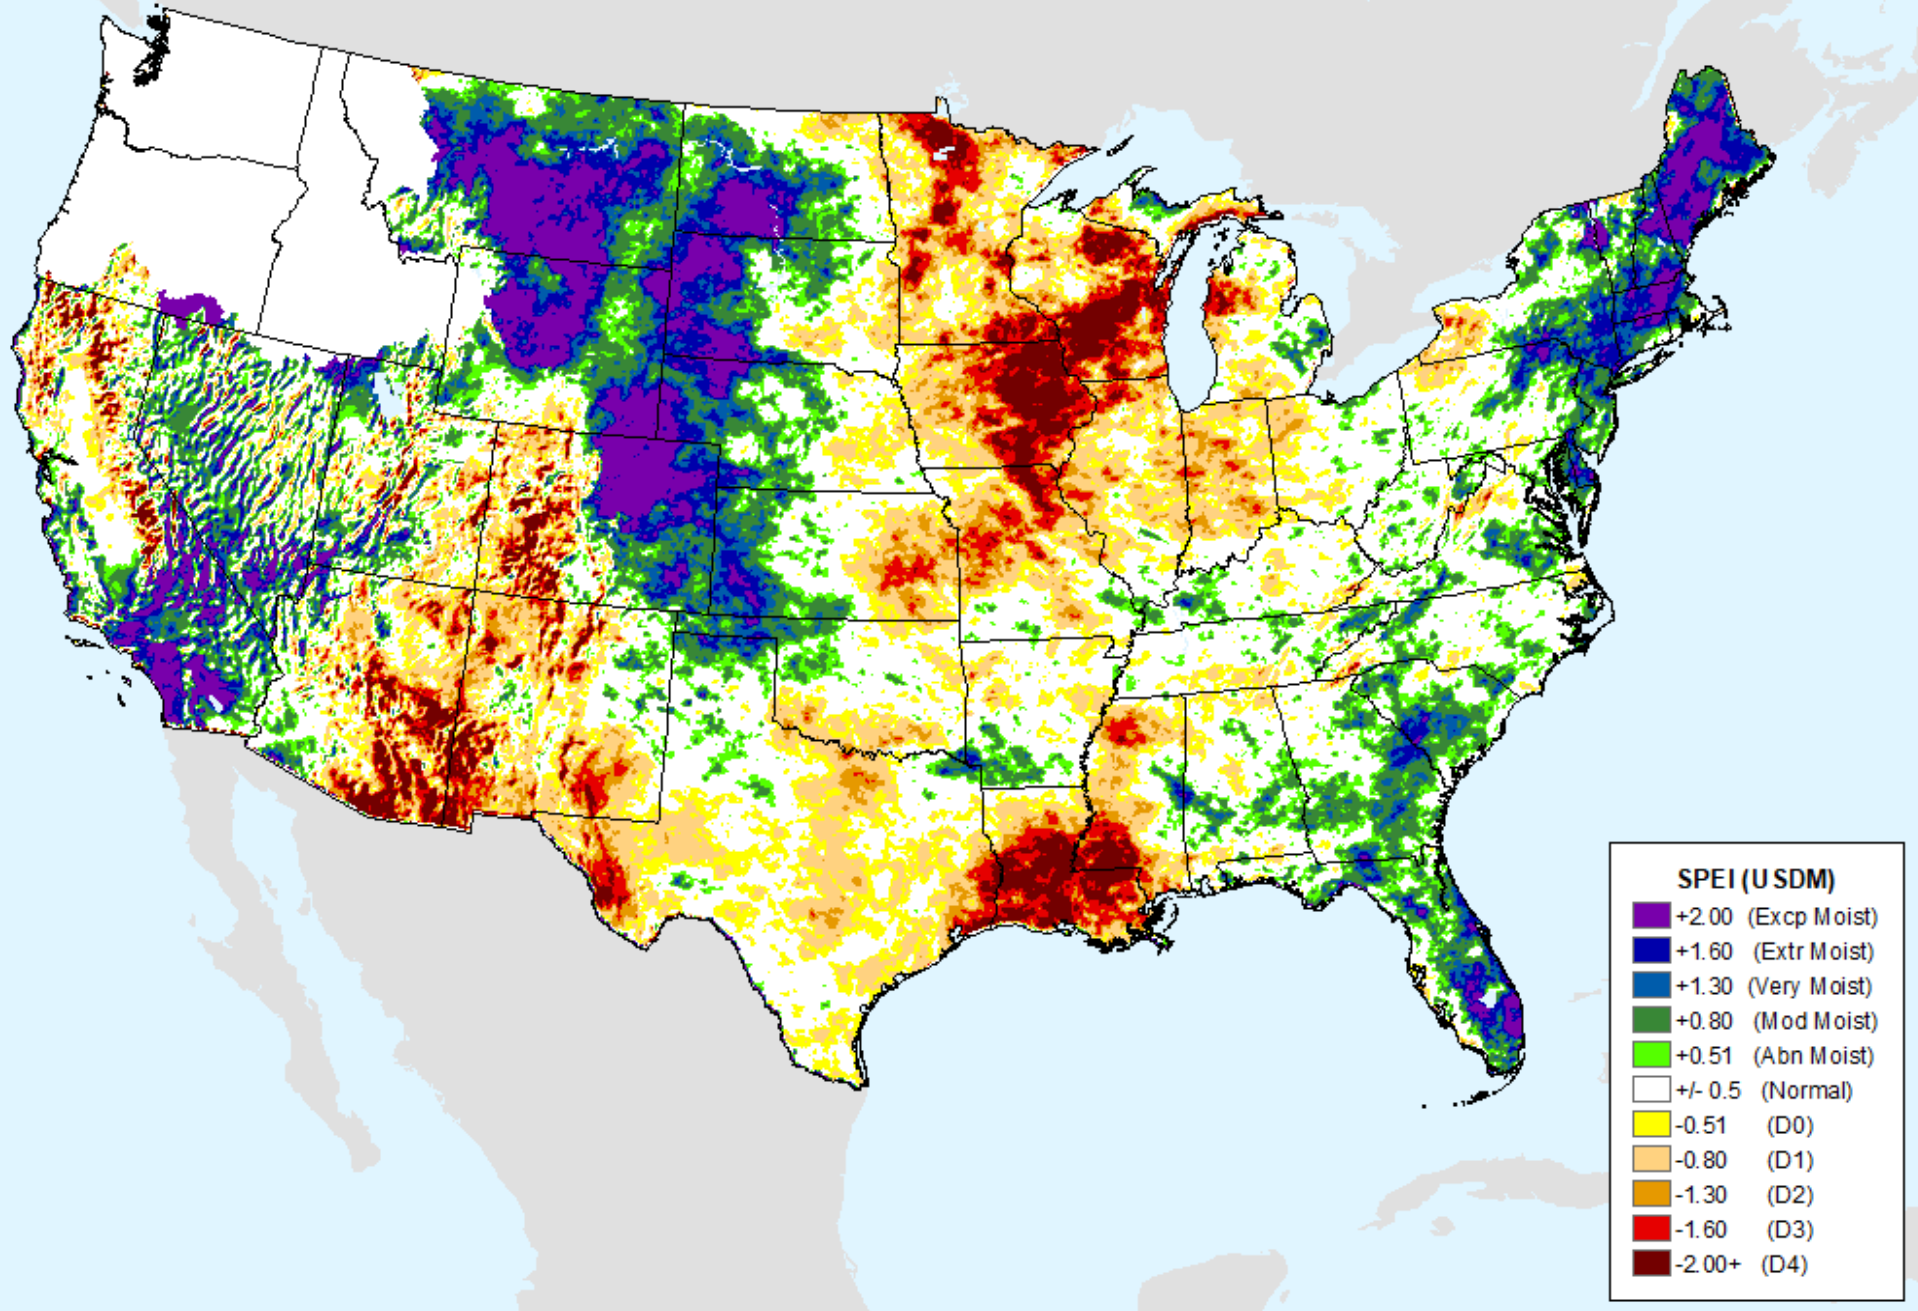 SPEI (USDM)
+2.00 (Excp Moist)
+1.60 (Extr Moist)
+1.30 (Very Moist)
+0.80 (Mod Moist)
+0.51 (Abn Moist)
+/- 0.5 (Normal)
-0.51 (D0)
-0.80 (D1)
-1.30 (D2)
-1.60 (D3)
-2.00+ (D4)